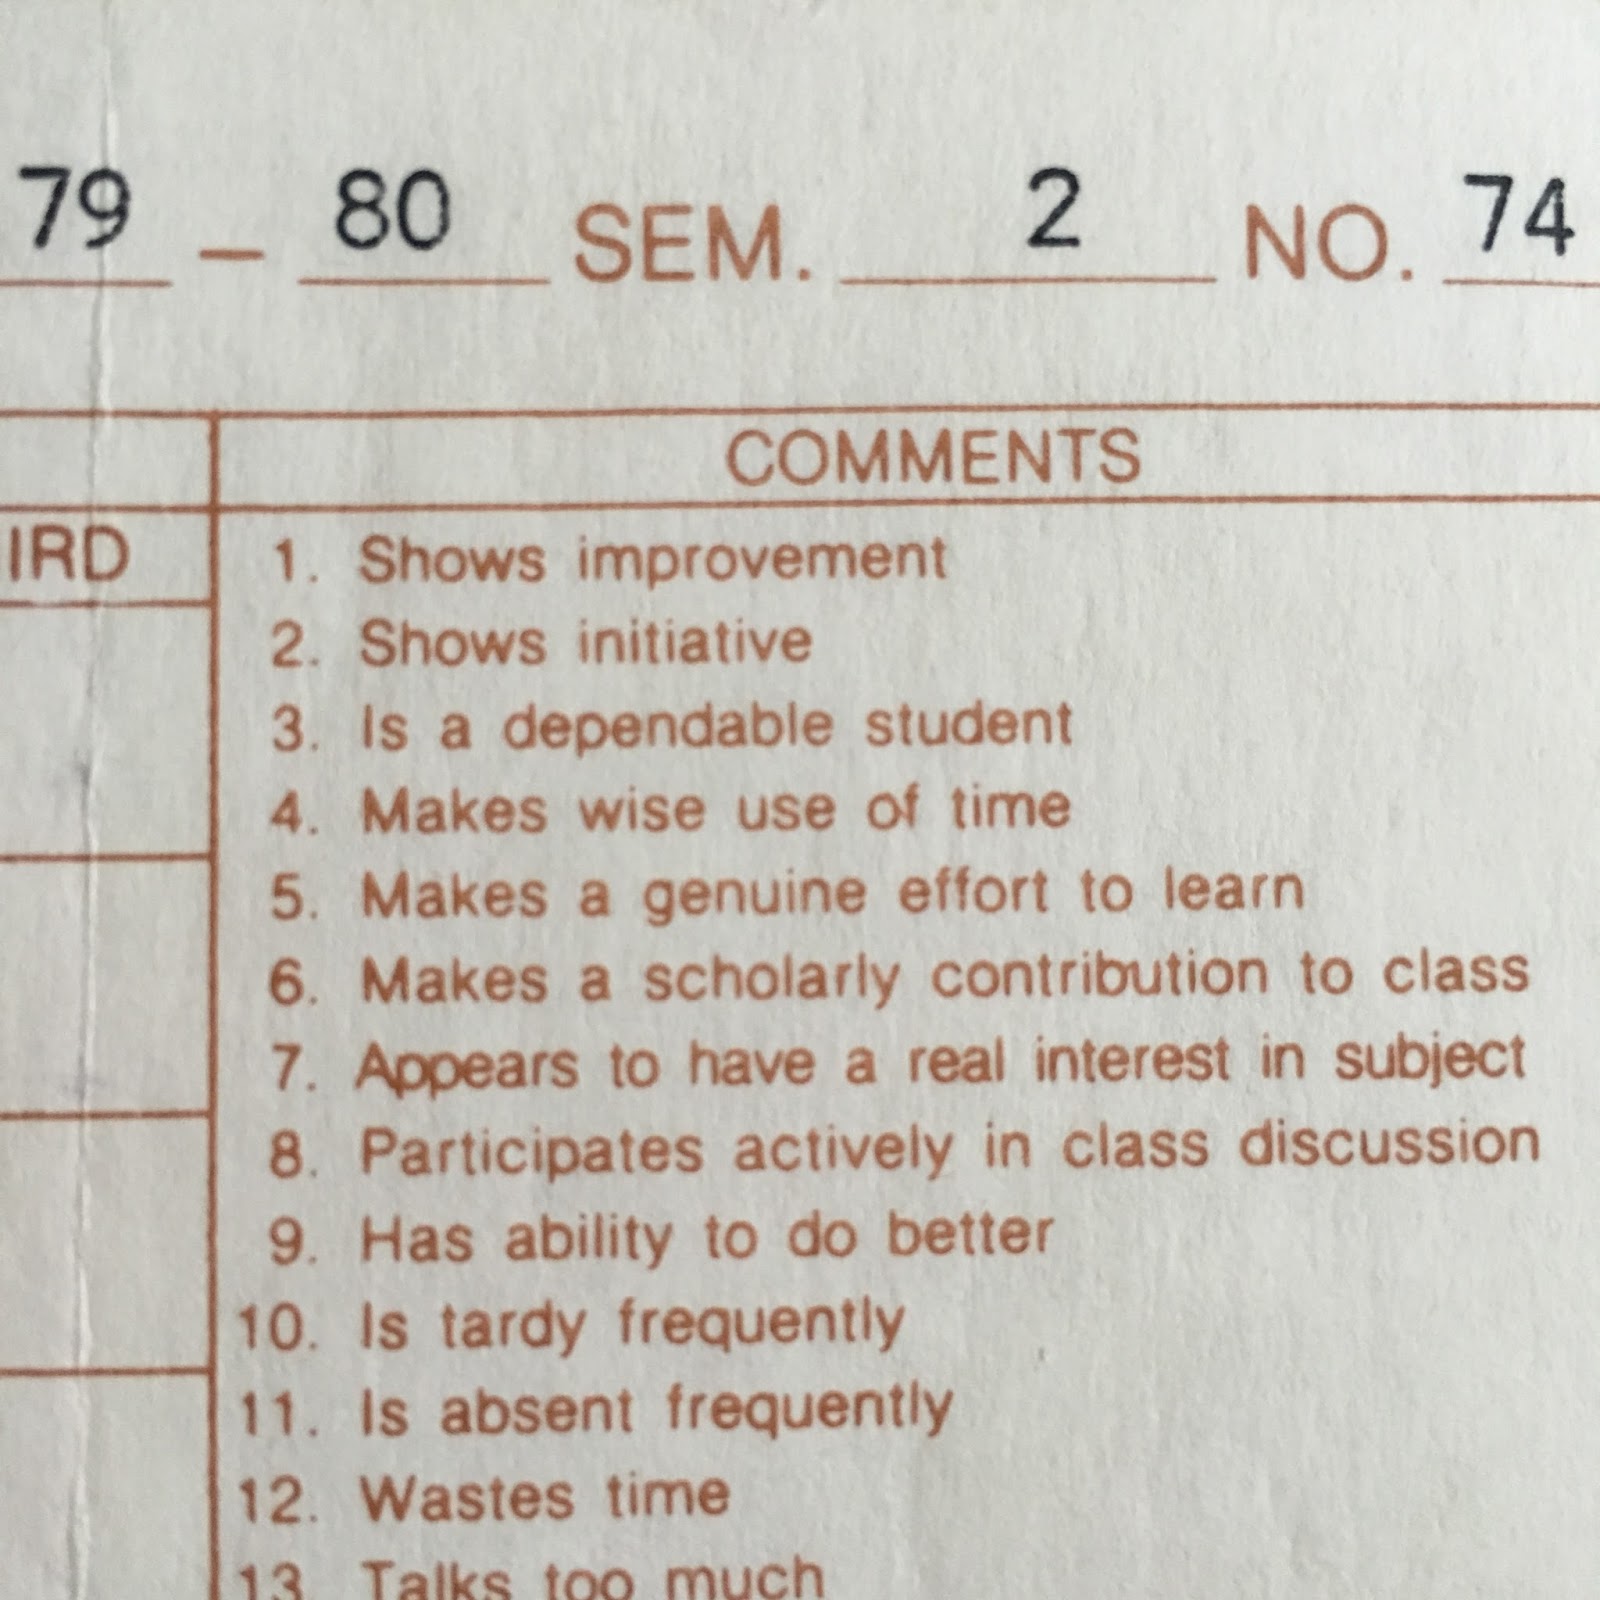 79 – 80 SEM. 2 NO. 74
COMMENTS
IRD
1. Shows improvement
2. Shows initiative
3. Is a dependable student
4. Makes wise use of time
5. Makes a genuine effort to learn
6. Makes a scholarly contribution to class
7. Appears to have a real interest in subject
8. Participates actively in class discussion
9. Has ability to do better
10. Is tardy frequently
11. Is absent frequently
12. Wastes time
13. Talks too much